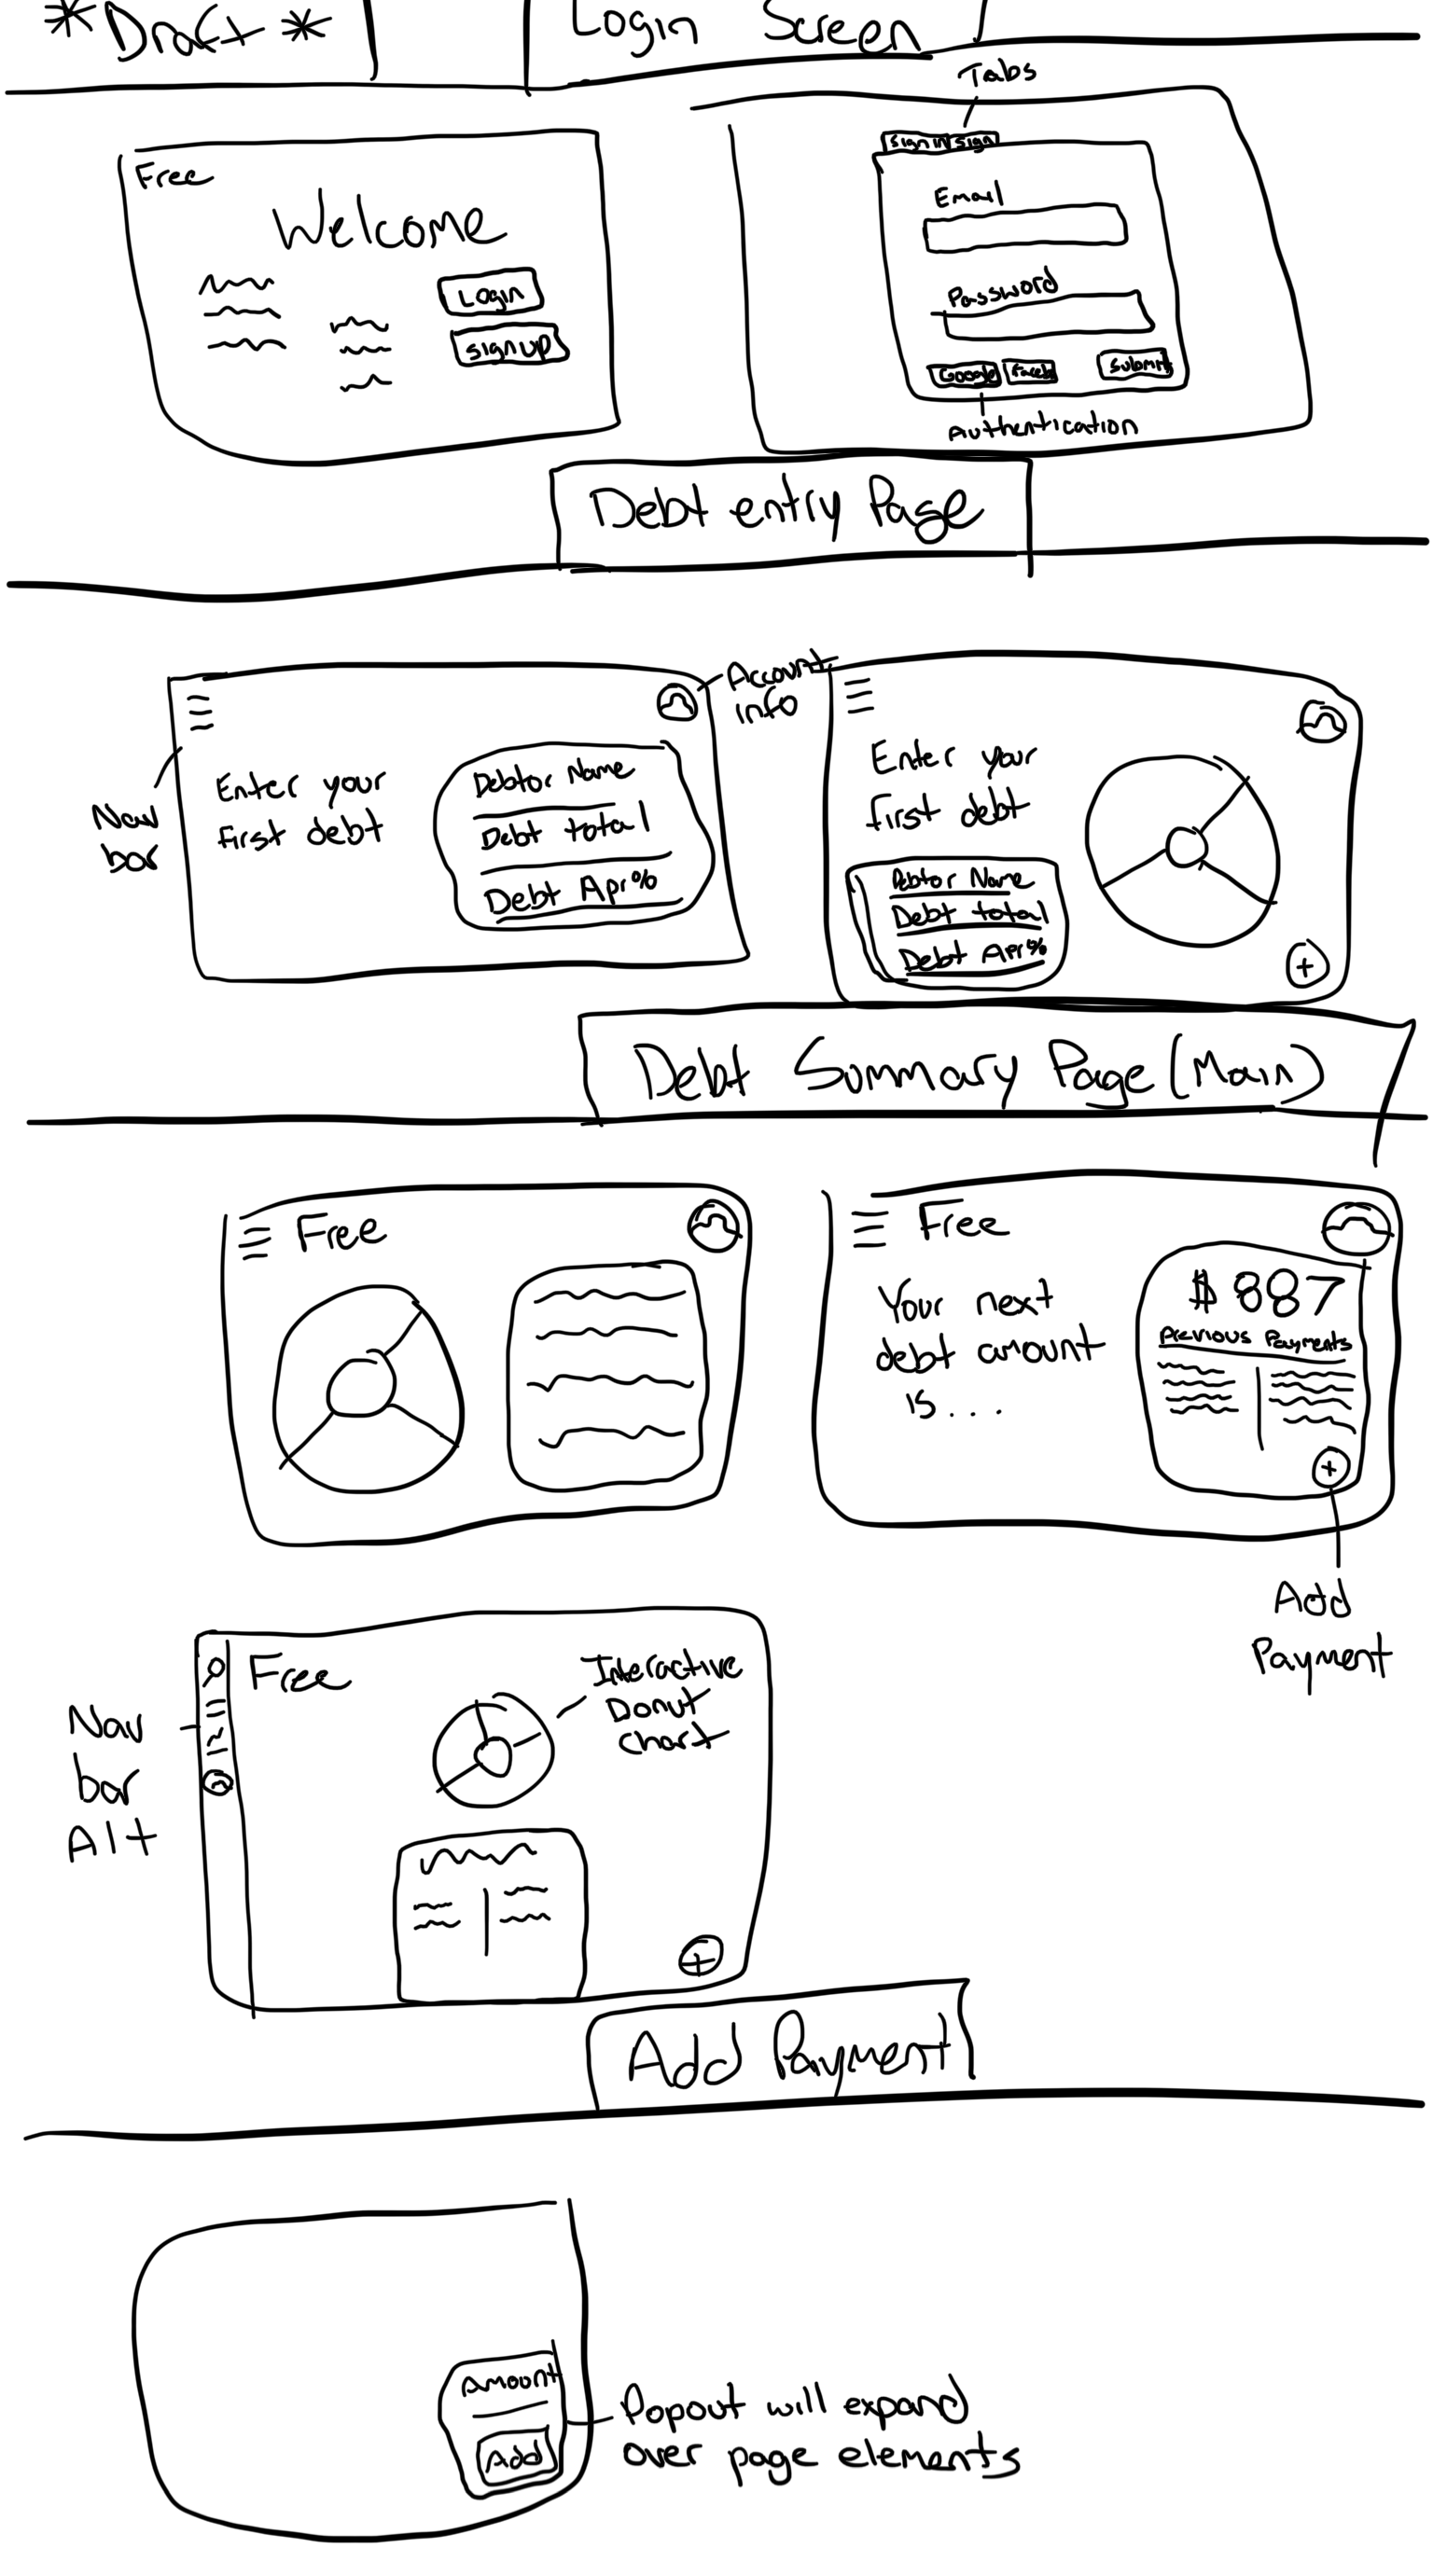 *Draft*
Login Screen
Tabs
Free
Welcome
Login
Signup
Sign in Sign
Email
Password
Google Faceb Submit
Authentication
Debt entry Page
Account
info
Nav
bar
Enter your
first debt
Debtor Name
Debt total
Debt Apr%
Enter your
first debt
Debtor Name
Debt total
Debt Apr%
+
Debt Summary Page (Main)
Free
Free
Your next
debt amount
is...
$887
Previous Payments
+
Add
Payment
Nav
bar
Alt
Free
Interactive
Donut
chart
+
Add Payment
Amount
Add
Popout will expand
over page elements